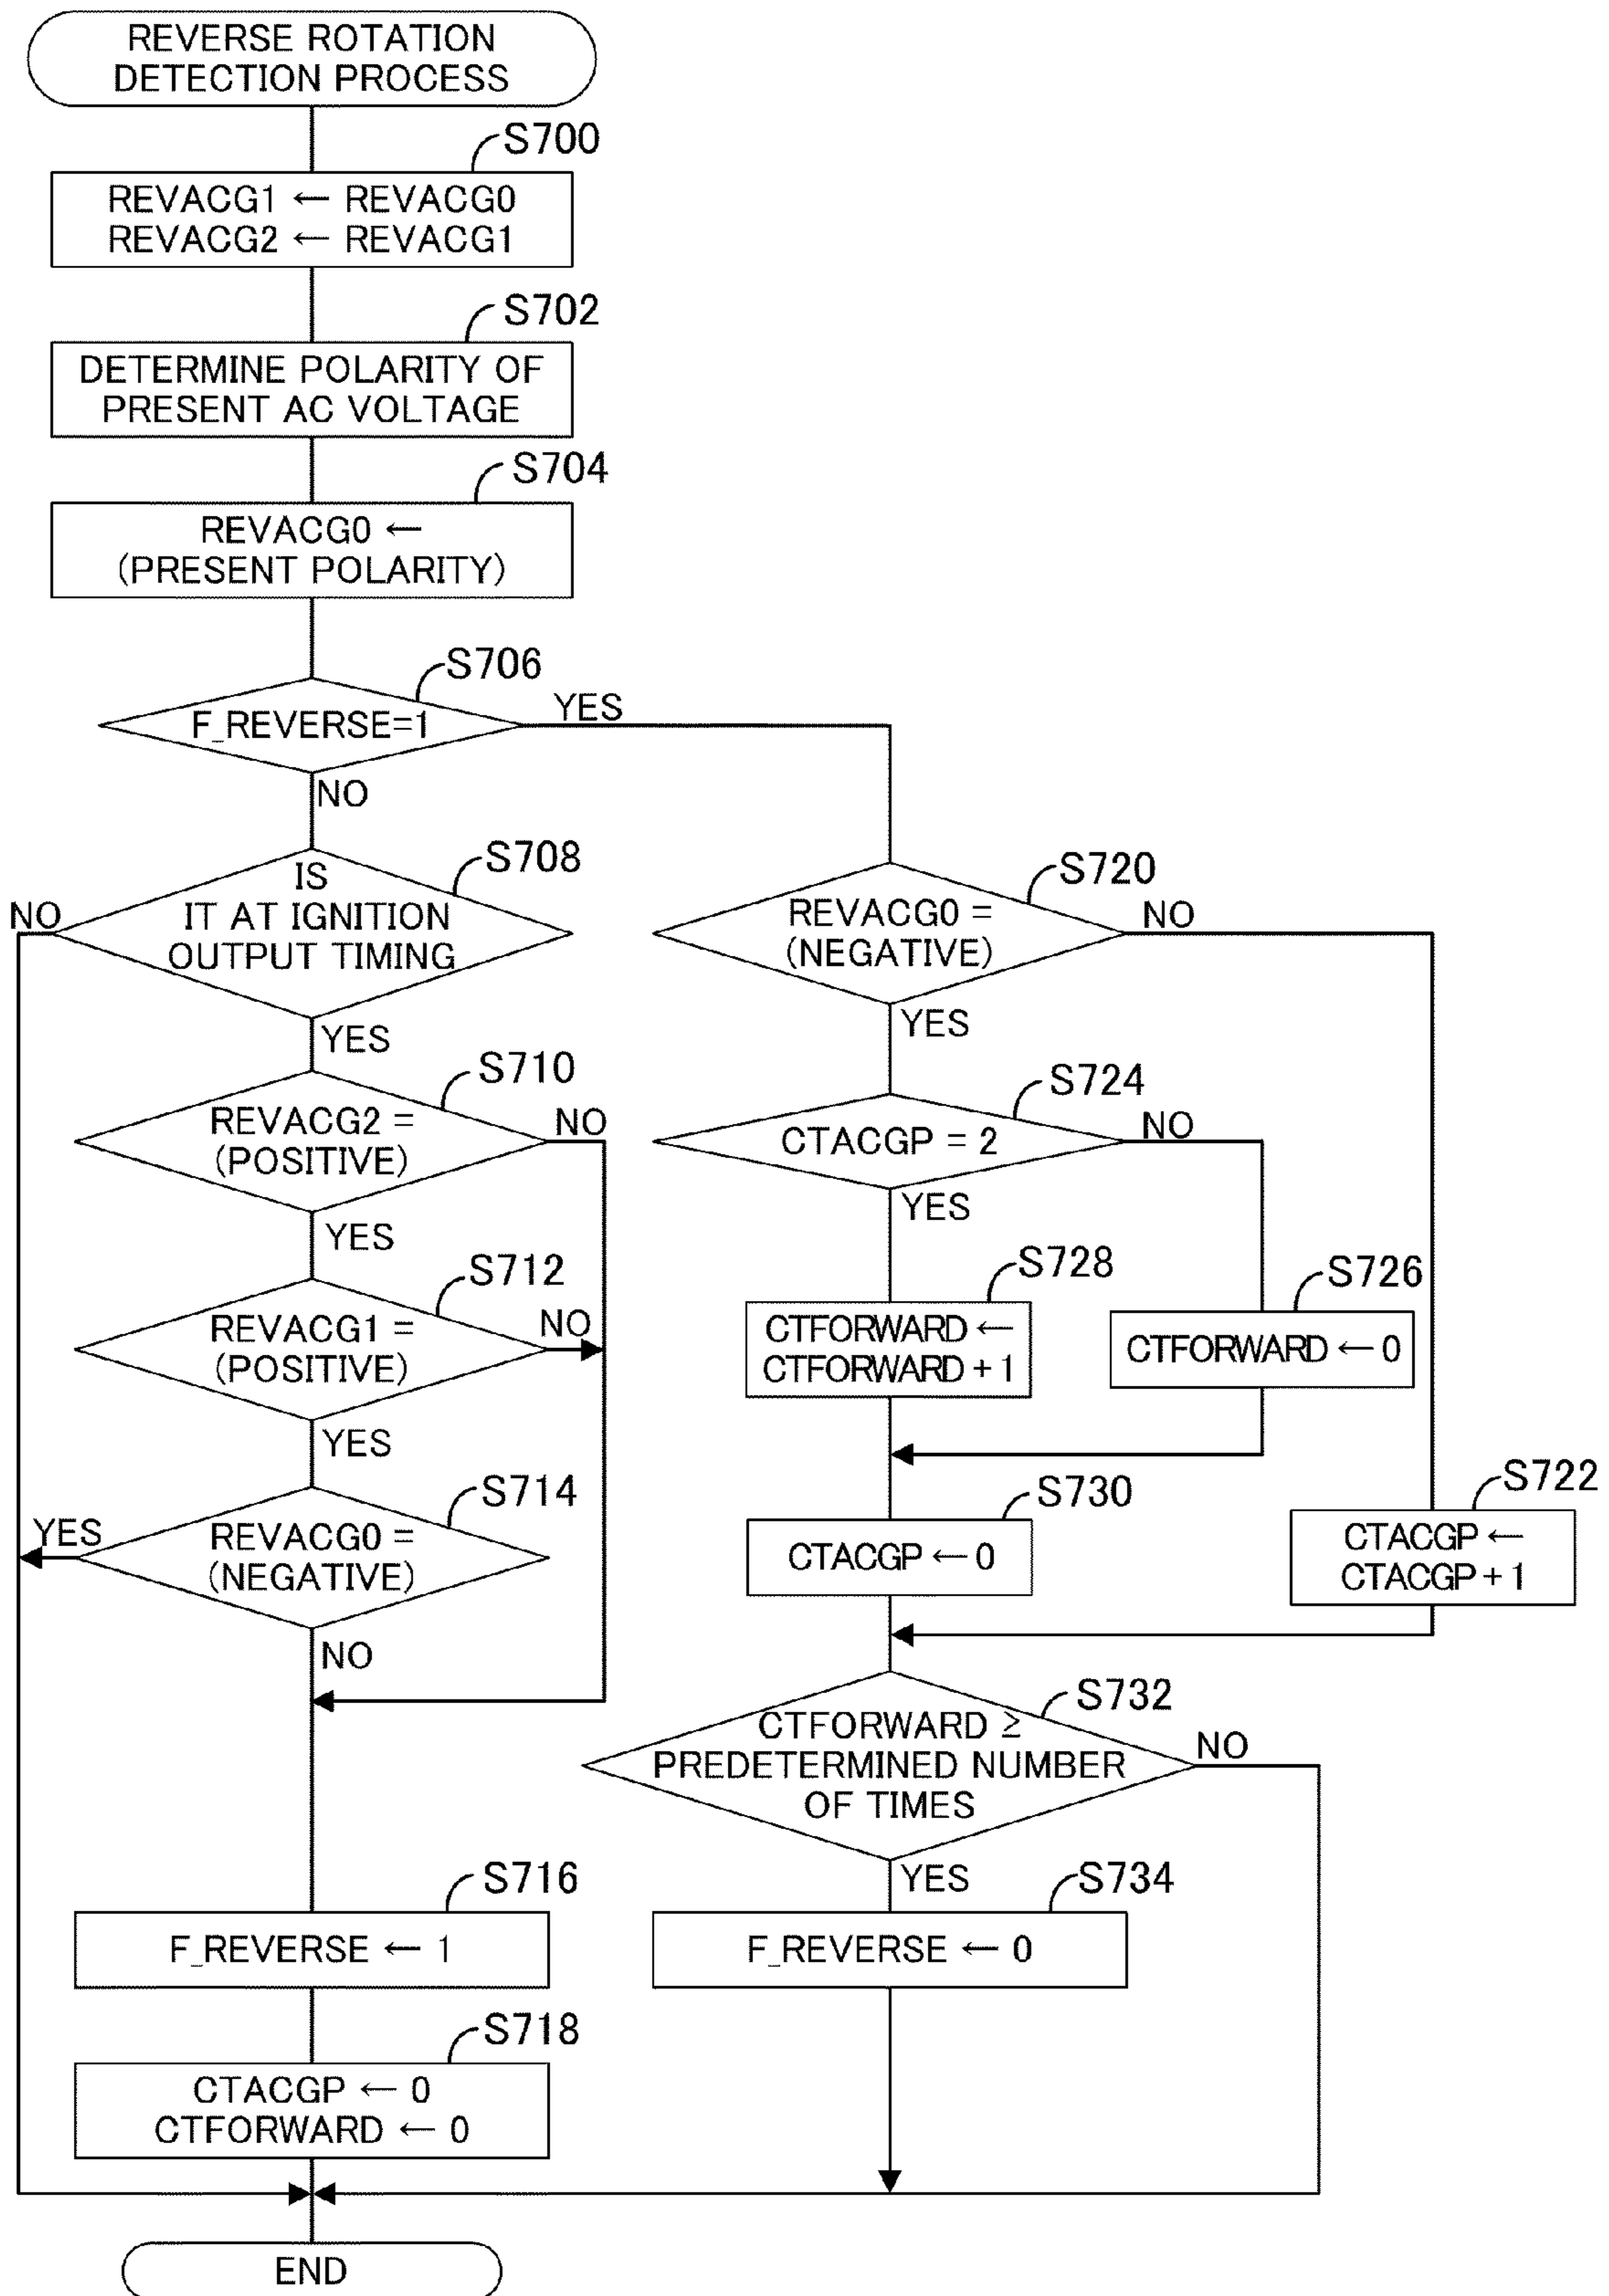 REVERSE ROTATION
DETECTION PROCESS
S700
REVACG1 ← REVACG0
REVACG2 ← REVACG1
S702
DETERMINE POLARITY OF
PRESENT AC VOLTAGE
S704
REVACG0 ←
(PRESENT POLARITY)
S706
F_REVERSE=1
YES
NO
S708
IS
IT AT IGNITION
OUTPUT TIMING
NO
YES
S710
REVACG2 =
(POSITIVE)
NO
YES
S712
REVACG1 =
(POSITIVE)
NO
YES
S714
REVACG0 =
(NEGATIVE)
YES
NO
S716
F_REVERSE ← 1
S718
CTACGP ← 0
CTFORWARD ← 0
S720
REVACG0 =
(NEGATIVE)
NO
YES
S724
CTACGP = 2
NO
YES
S728
CTFORWARD ←
CTFORWARD + 1
S726
CTFORWARD ← 0
S730
CTACGP ← 0
S722
CTACGP ←
CTACGP + 1
S732
CTFORWARD ≥
PREDETERMINED NUMBER
OF TIMES
NO
YES
S734
F_REVERSE ← 0
END